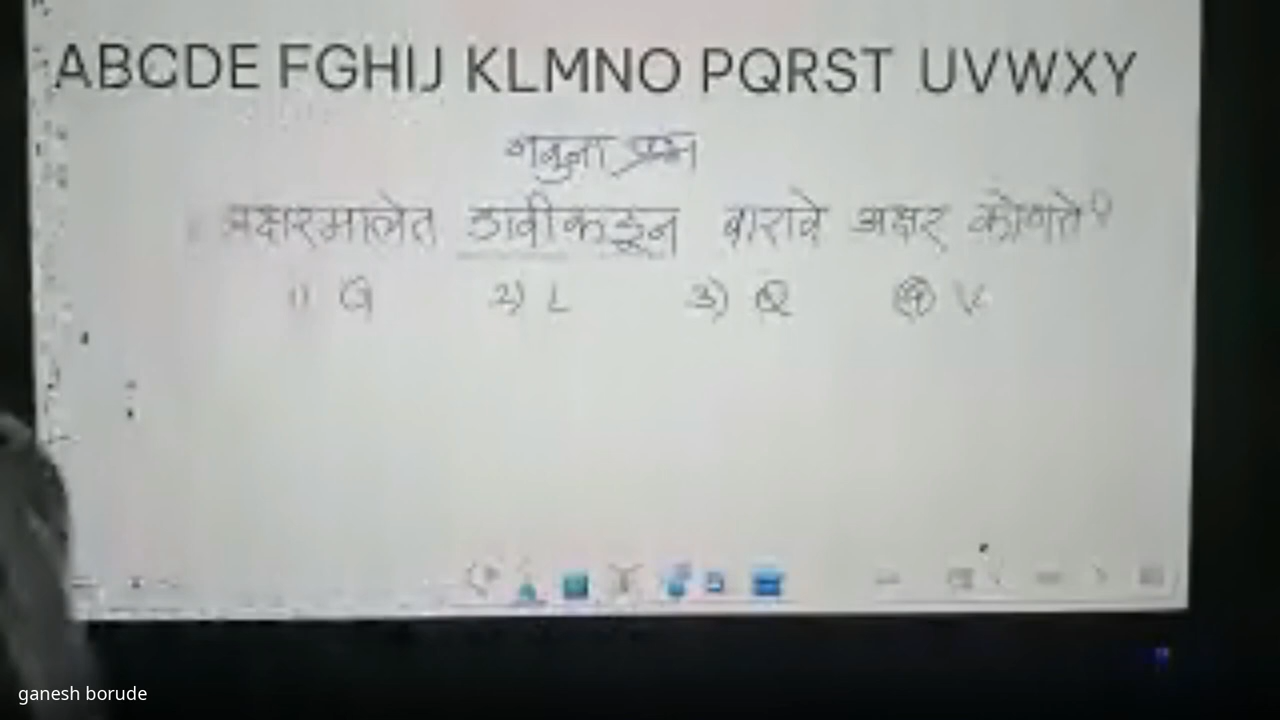 ABCDE FGHIJ KLMNO PQRST UVWXY
नमुना प्रश्न
अक्षरमालेत डावीकडून बारावे अक्षर कोणते?
1) G 2) L 3) Q 4) V
ganesh borude